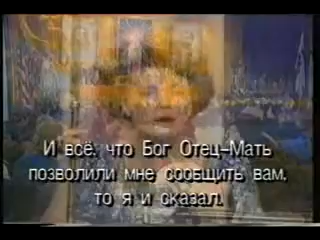 И всё, что Бог Отец-Мать
позволили мне сообщить вам,
то я и сказал.